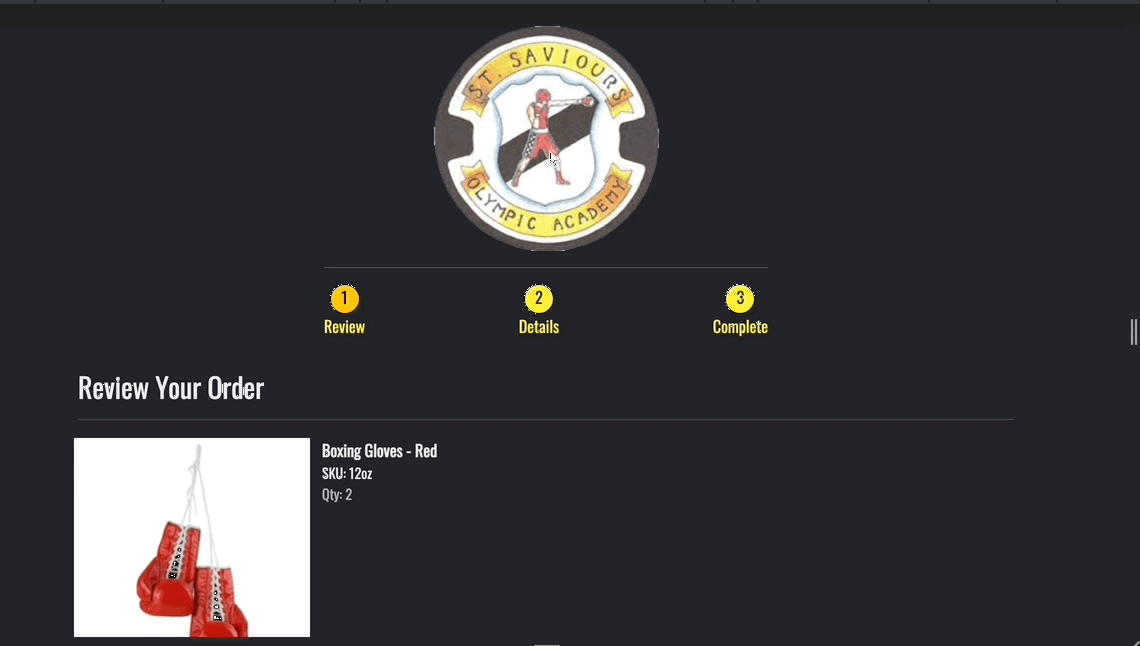 ST. SAVIOURS
OLYMPIC ACADEMY
1
2
3
Review
Details
Complete
Review Your Order
Boxing Gloves - Red
SKU: 12oz
Qty: 2